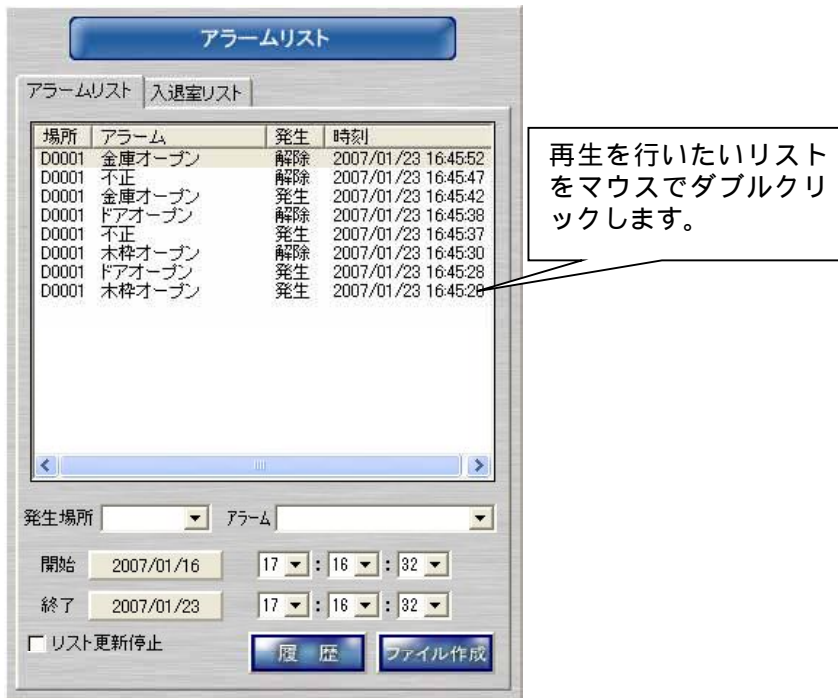 アラームリスト
アラームリスト 入退室リスト
場所 アラーム 発生 時刻
D0001 金庫オープン 解除 2007/01/23 16:45:52
D0001 不正 解除 2007/01/23 16:45:47
D0001 金庫オープン 発生 2007/01/23 16:45:42
D0001 ドアオープン 解除 2007/01/23 16:45:38
D0001 不正 発生 2007/01/23 16:45:37
D0001 木枠オープン 解除 2007/01/23 16:45:30
D0001 ドアオープン 発生 2007/01/23 16:45:28
D0001 木枠オープン 発生 2007/01/23
再生を行いたいリスト
をマウスでダブルクリ
ックします。
発生場所 アラーム
開始 2007/01/16 17 : 16 : 32
終了 2007/01/23 17 : 16 : 32
リスト更新停止 履 歴 ファイル作成